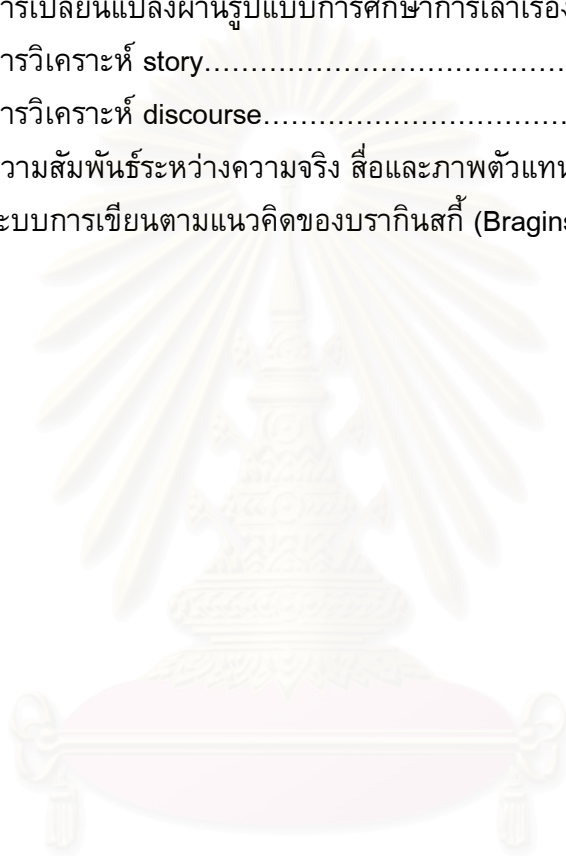 ารเปลี่ยนแปลงผ่านรูปแบบการศึกษาการเล่าเรื่อง
ารวิเคราะห์ story……………………………
ารวิเคราะห์ discourse…………………………
วามสัมพันธ์ระหว่างความจริง สื่อและภาพตัวแทน
ะบบการเขียนตามแนวคิดของบรากินสกี้ (Bragins